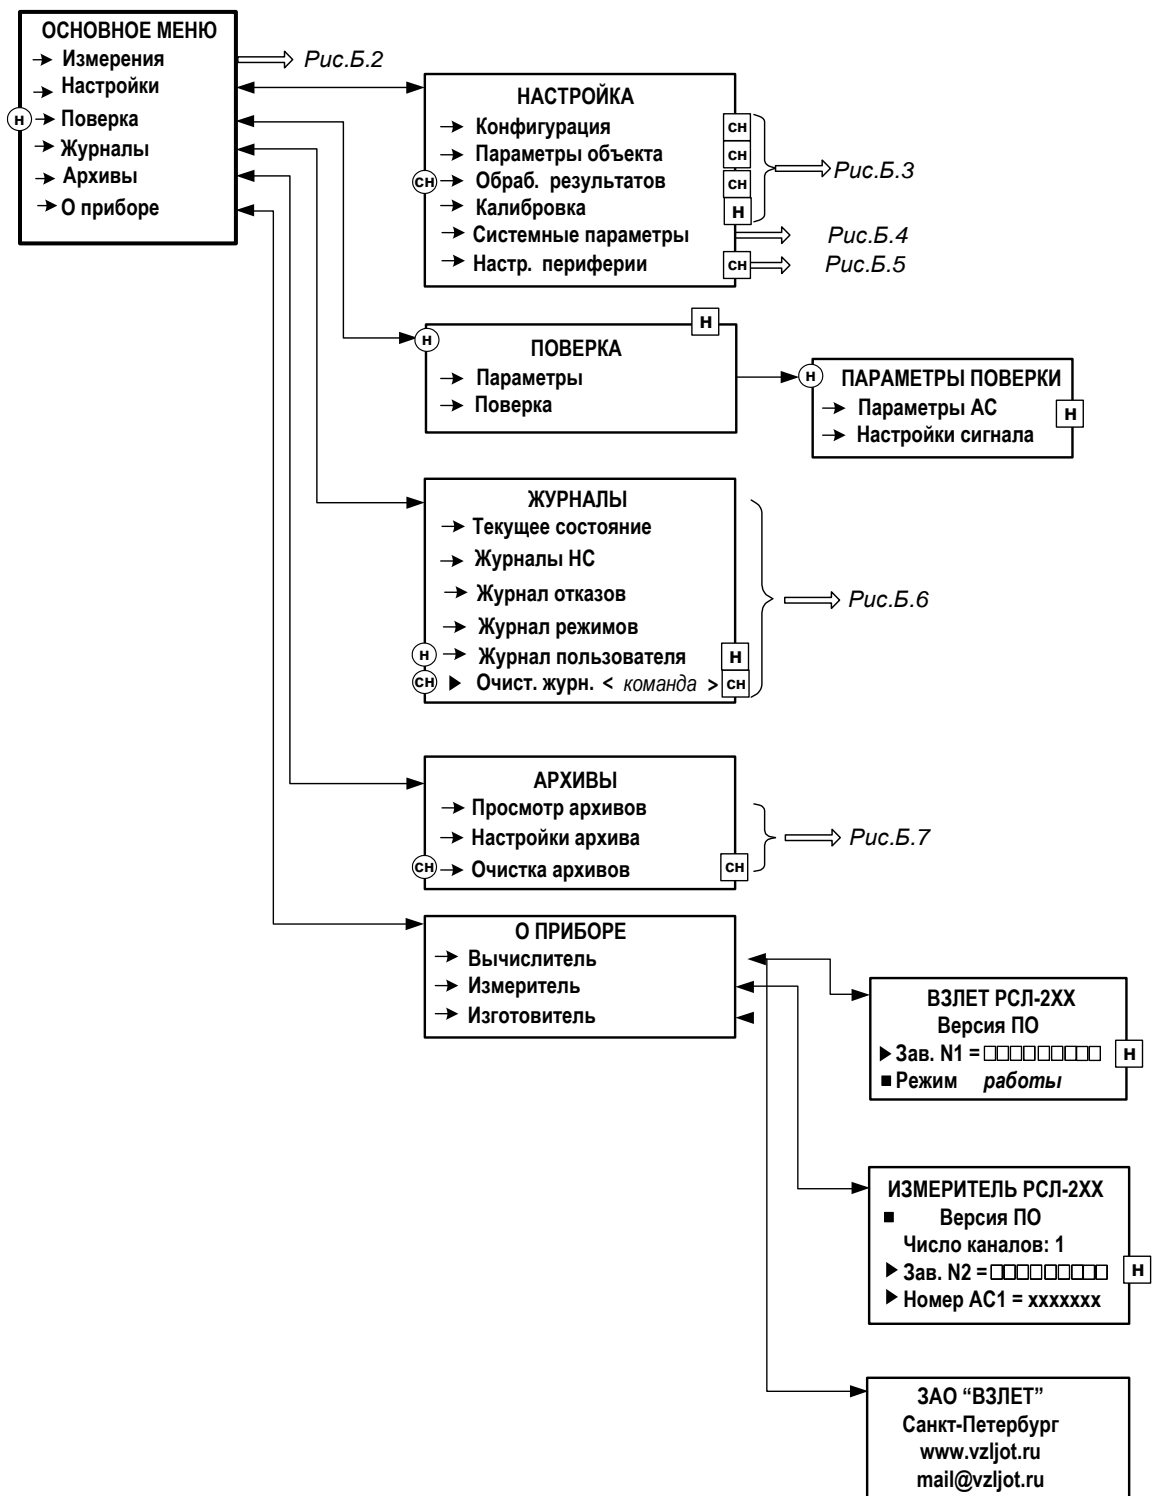 ОСНОВНОЕ МЕНЮ
Измерения
Рис.Б.2
Настройки
Н
Поверка
Журналы
Архивы
О приборе
НАСТРОЙКА
Конфигурация
СН
Параметры объекта
СН
СН
Обраб. результатов
СН
Калибровка
Н
Рис.Б.3
Системные параметры
Рис.Б.4
Настр. периферии
СН
Рис.Б.5
Н
Н
ПОВЕРКА
Параметры
Поверка
Н
ПАРАМЕТРЫ ПОВЕРКИ
Параметры АС
Н
Настройки сигнала
ЖУРНАЛЫ
Текущее состояние
Журналы НС
Журнал отказов
Рис.Б.6
Журнал режимов
Н
Журнал пользователя
Н
СН
Очист. журн. < команда >
СН
АРХИВЫ
Просмотр архивов
Настройки архива
Рис.Б.7
СН
Очистка архивов
СН
О ПРИБОРЕ
Вычислитель
Измеритель
Изготовитель
ВЗЛЕТ РСЛ-2ХХ
Версия ПО
Зав. N1 = □□□□□□□□□
Н
Режим работы
ИЗМЕРИТЕЛЬ РСЛ-2ХХ
Версия ПО
Число каналов: 1
Зав. N2 = □□□□□□□□□
Н
Номер АС1 = ххххххх
ЗАО “ВЗЛЕТ”
Санкт-Петербург
www.vzljot.ru
mail@vzljot.ru